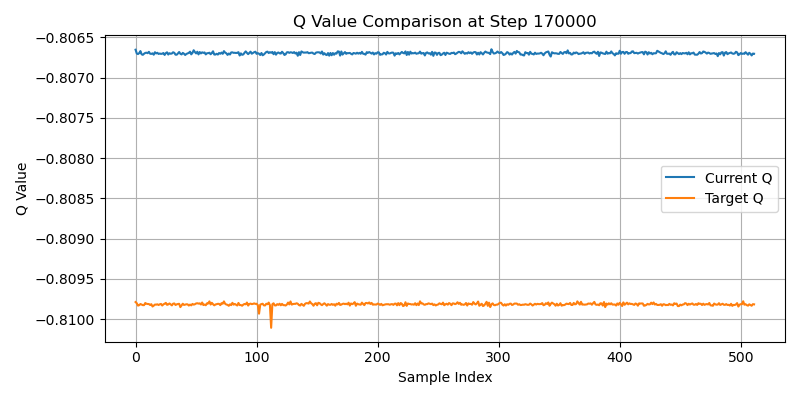 Q Value Comparison at Step 170000
−0.8065
−0.8070
−0.8075
−0.8080
−0.8085
−0.8090
−0.8095
−0.8100
Q Value
Current Q
Target Q
0
100
200
300
400
500
Sample Index